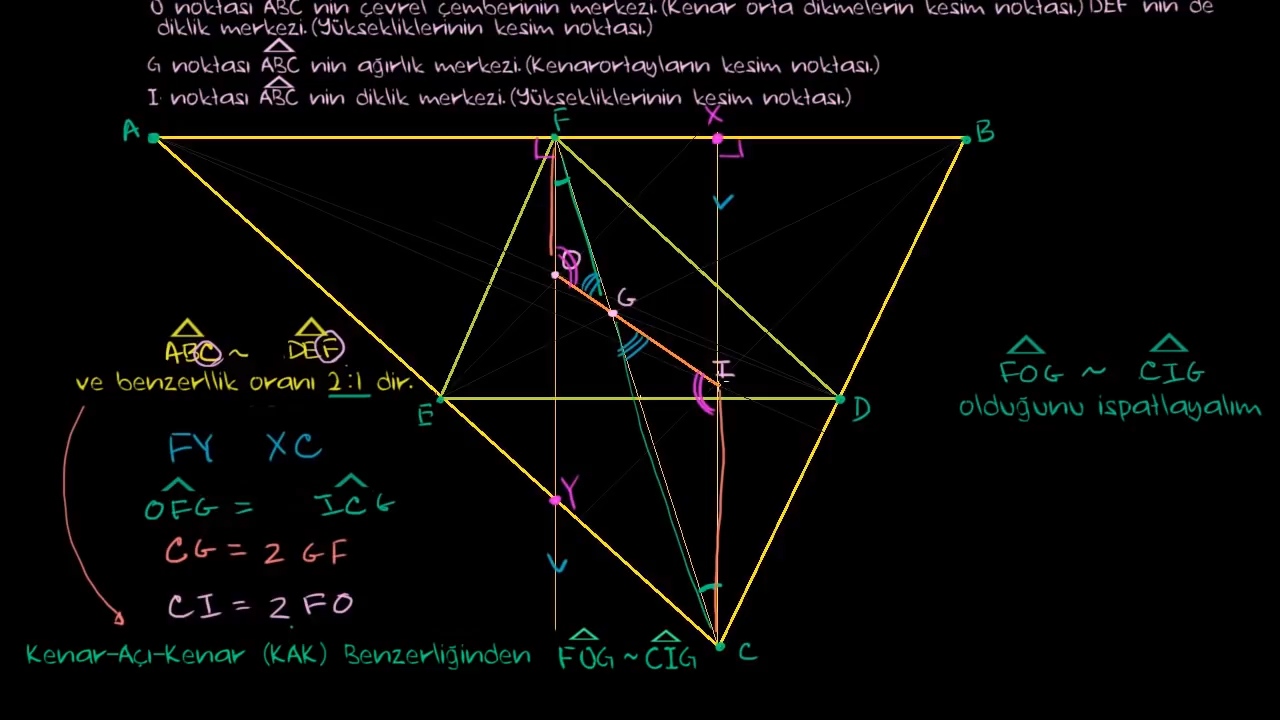 O noktası ABC nin çevrel çemberinin merkezi.(Kenar orta dikmelerin kesim noktası.) DEF nin de
diklik merkezi.(Yüksekliklerinin kesim noktası.)
G noktası ABC nin ağırlık merkezi.(Kenarortayların kesim noktası.)
I noktası ABC nin diklik merkezi.(Yüksekliklerinin kesim noktası.)
A
F
X
B
O
G
I
E
D
Y
C
ABC ~ DEF
ve benzerllik oranı 2:1 dir.
FY XC
OFG = ICG
CG = 2 GF
CI = 2 FO
Kenar-Açı-Kenar (KAK) Benzerliğinden FOG ~ CIG
FOG ~ CIG
olduğunu ispatlayalım